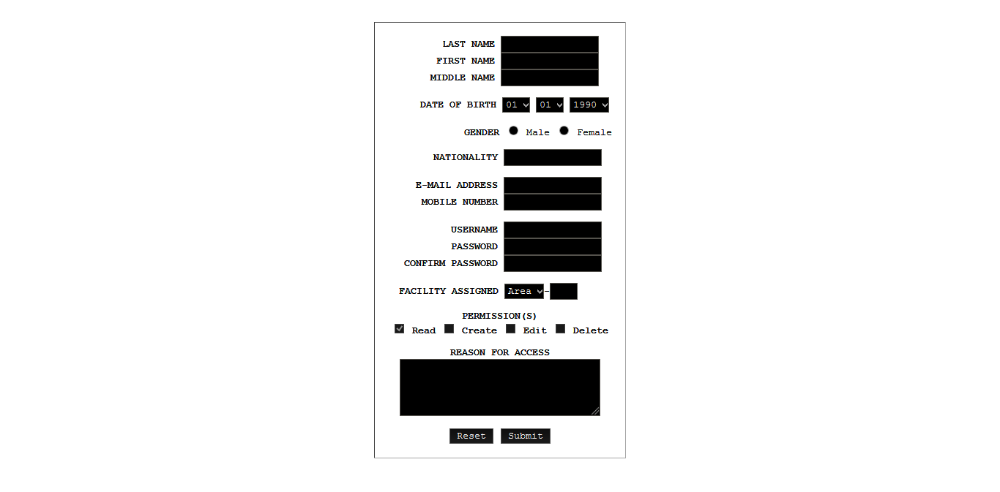 LAST NAME
FIRST NAME
MIDDLE NAME
DATE OF BIRTH 01 01 1990
GENDER Male Female
NATIONALITY
E-MAIL ADDRESS
MOBILE NUMBER
USERNAME
PASSWORD
CONFIRM PASSWORD
FACILITY ASSIGNED Area -
PERMISSION(S)
Read Create Edit Delete
REASON FOR ACCESS
Reset Submit